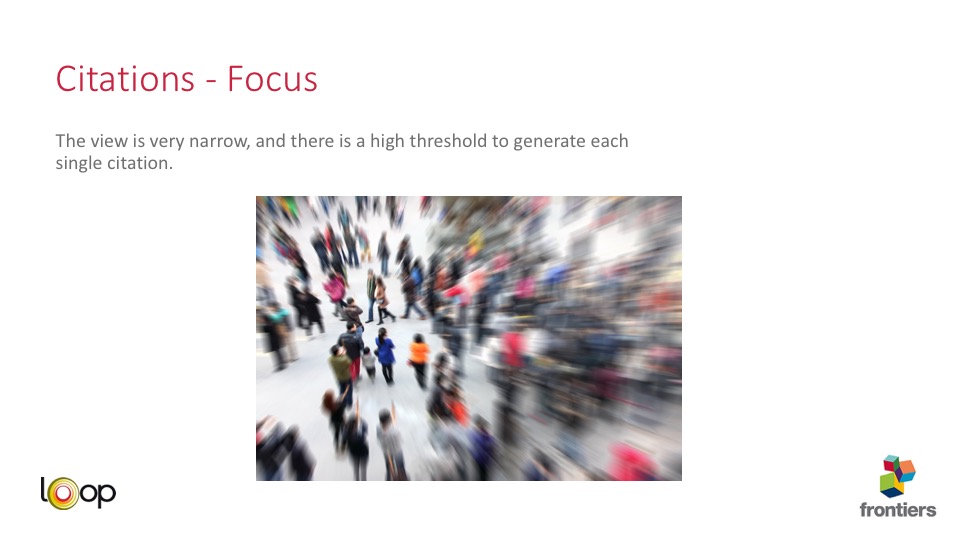 Citations - Focus
The view is very narrow, and there is a high threshold to generate each
single citation.
loop
frontiers